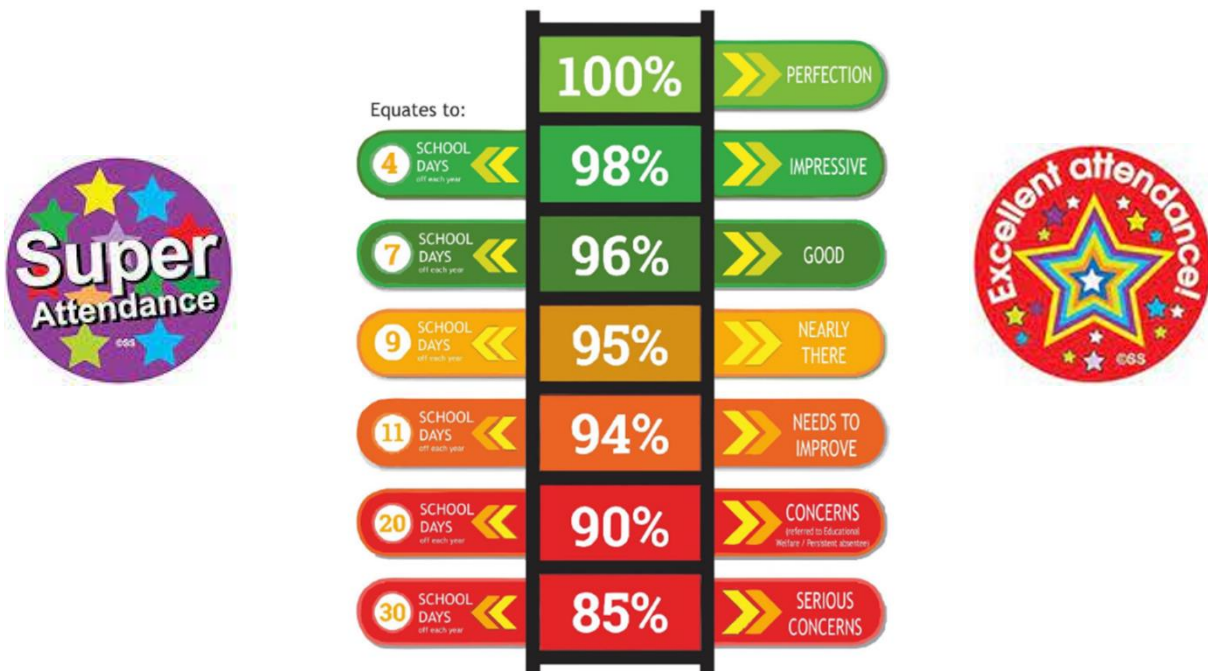 100%
PERFECTION
Equates to:
4
SCHOOL
DAYS
off each year
98%
IMPRESSIVE
7
SCHOOL
DAYS
off each year
96%
GOOD
9
SCHOOL
DAYS
off each year
95%
NEARLY
THERE
11
SCHOOL
DAYS
off each year
94%
NEEDS TO
IMPROVE
20
SCHOOL
DAYS
off each year
90%
CONCERNS
(referred to Educational
Welfare / Persistent absentee)
30
SCHOOL
DAYS
off each year
85%
SERIOUS
CONCERNS
Super
Attendance
©SS
Excellent attendance!
©SS